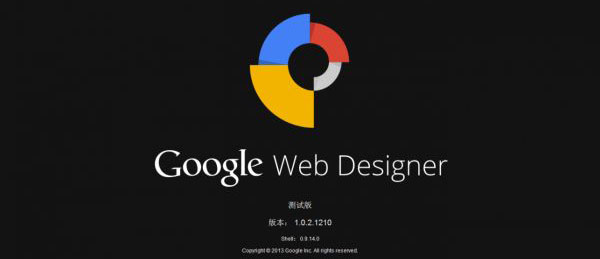 Google Web Designer
测试版
版本： 1.0.2.1210
Shell： 0.9.14.0
Copyright © 2013 Google Inc. All rights reserved.